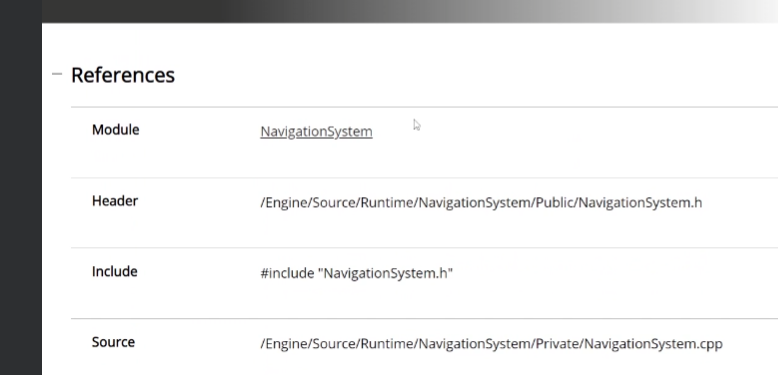 References
Module NavigationSystem
Header /Engine/Source/Runtime/NavigationSystem/Public/NavigationSystem.h
Include #include "NavigationSystem.h"
Source /Engine/Source/Runtime/NavigationSystem/Private/NavigationSystem.cpp